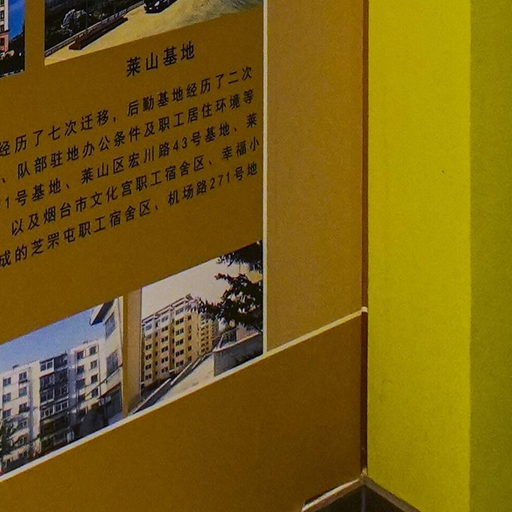 莱山基地
经历了七次迁移，后勤基地经历了二次
、队部驻地办公条件及职工居住环境等
1号基地、莱山区宏川路43号基地、莱
以及烟台市文化宫职工宿舍区、幸福小
成的芝罘屯职工宿舍区，机场路271号地